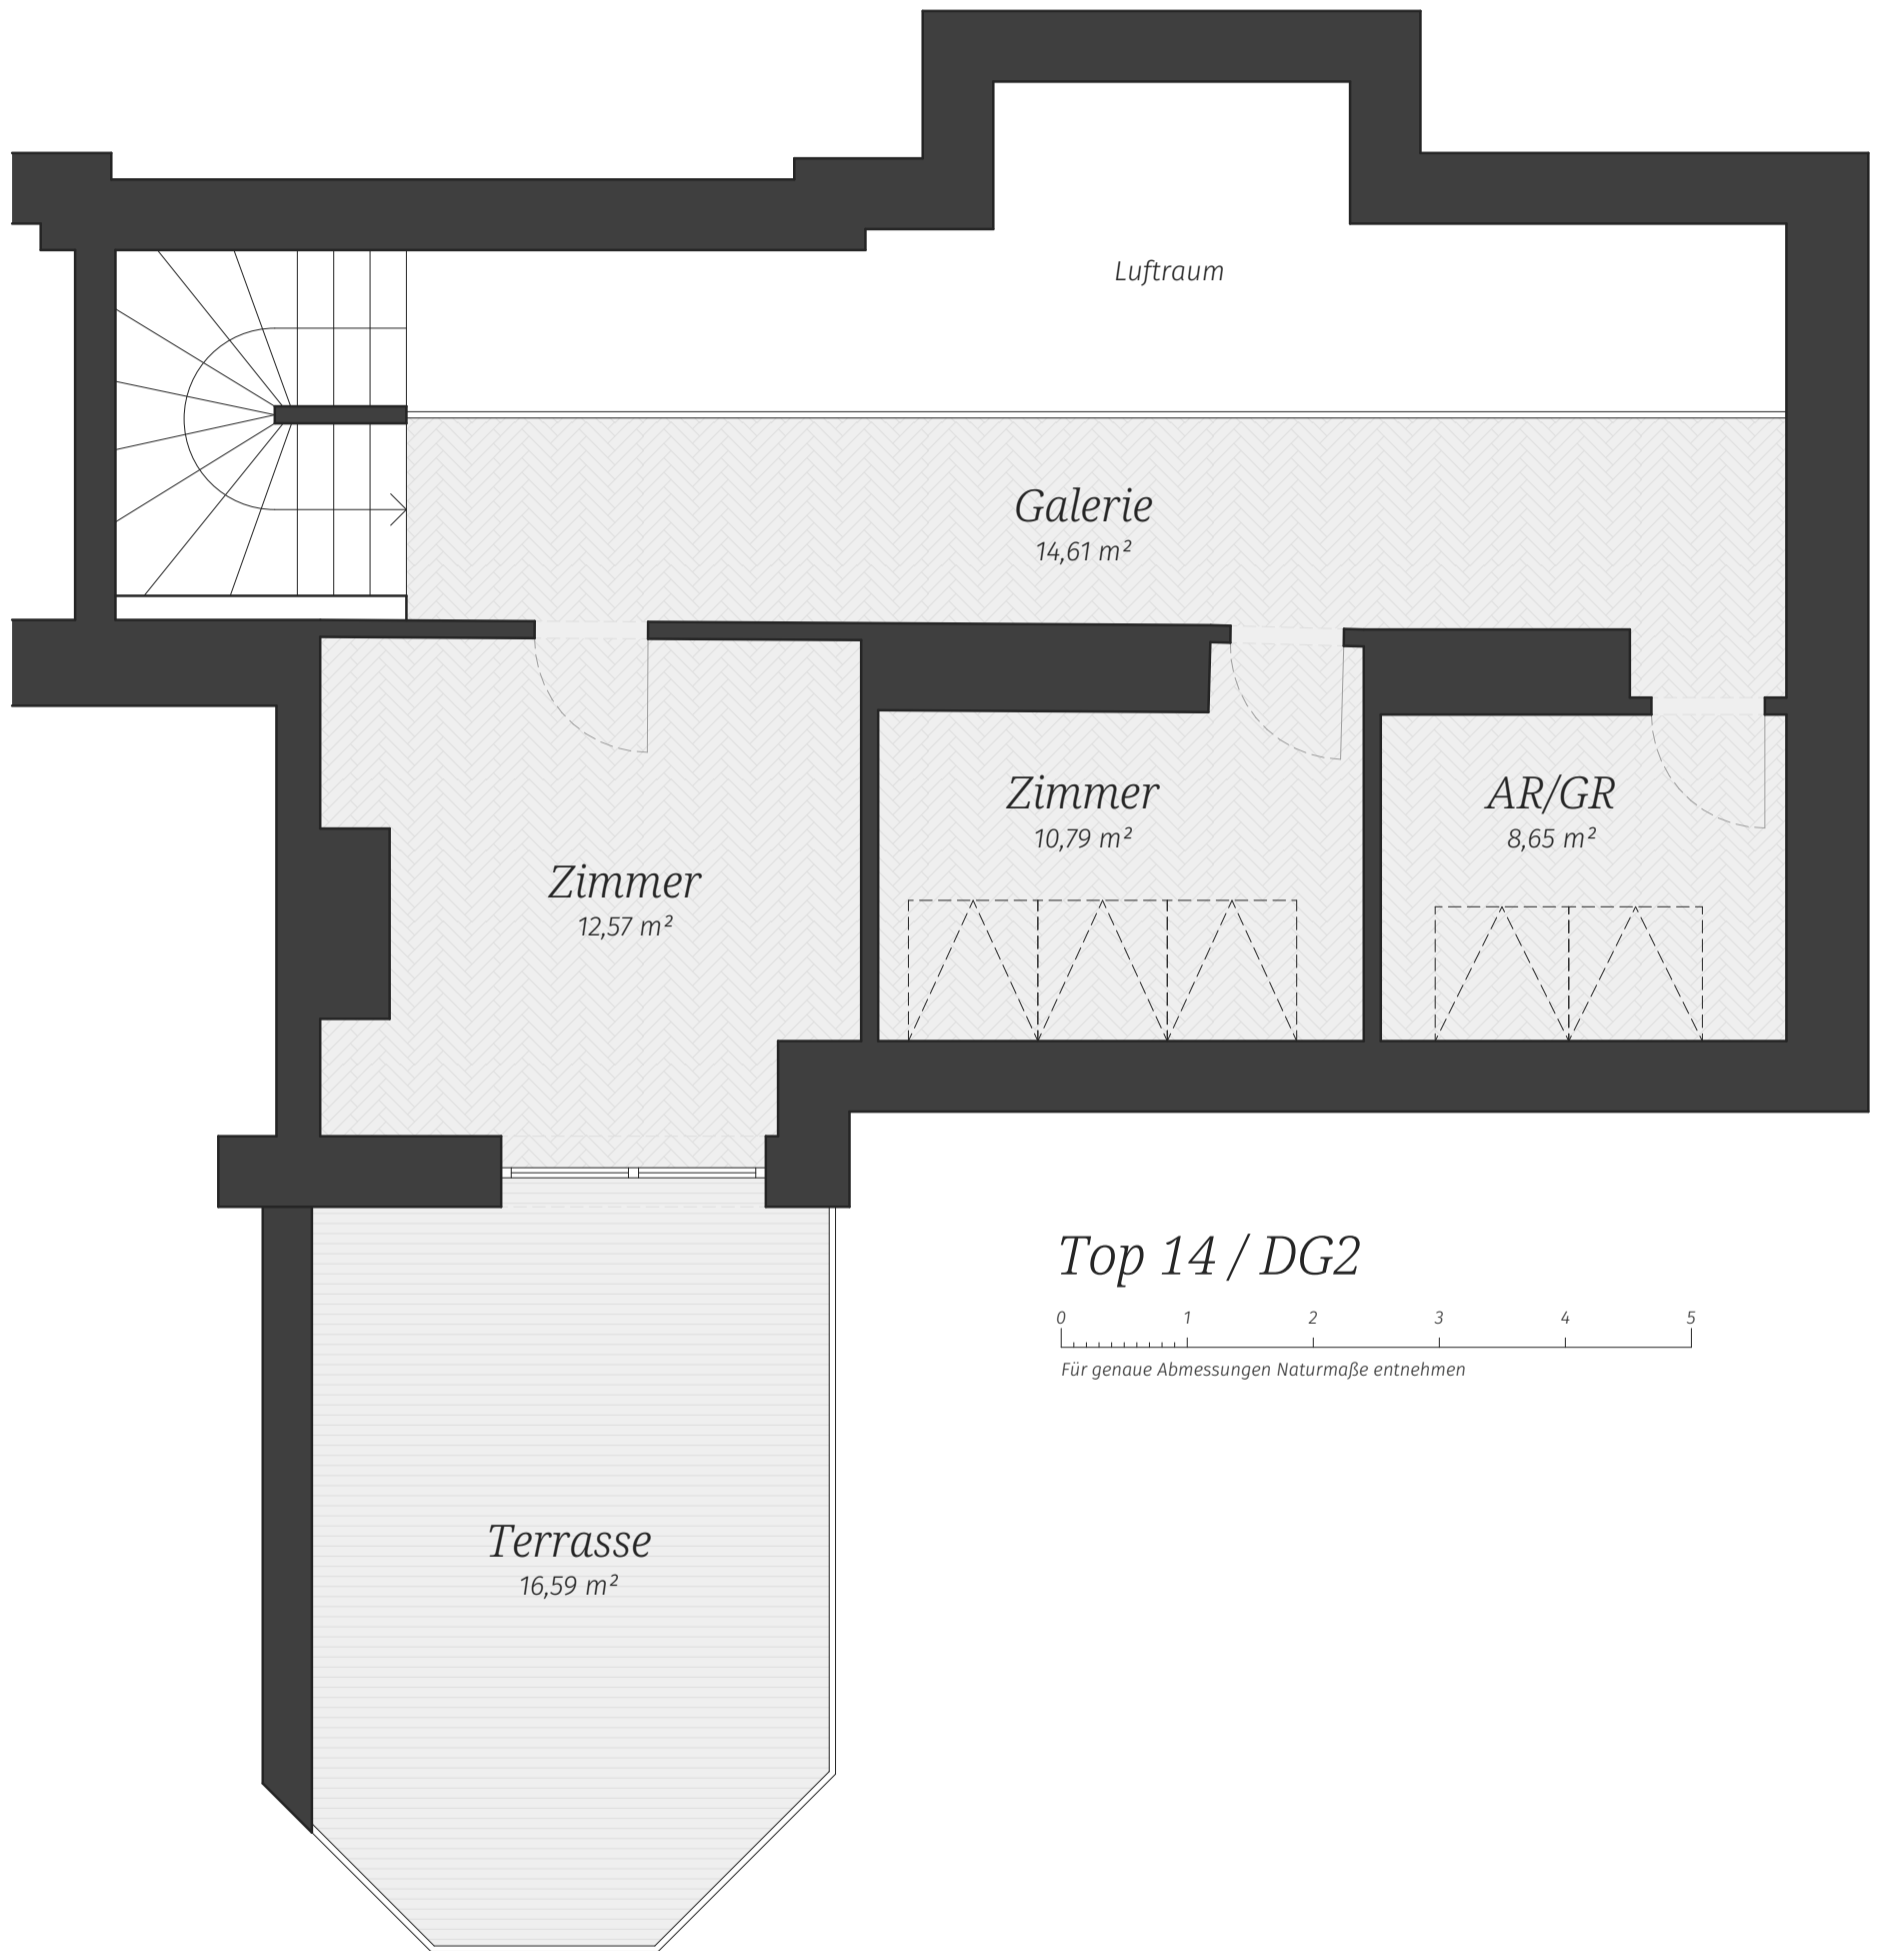 Luftraum
Galerie
14,61 m²
Zimmer
10,79 m²
AR/GR
8,65 m²
Zimmer
12,57 m²
Top 14 / DG2
0 1 2 3 4 5
Für genaue Abmessungen Naturmaße entnehmen
Terrasse
16,59 m²